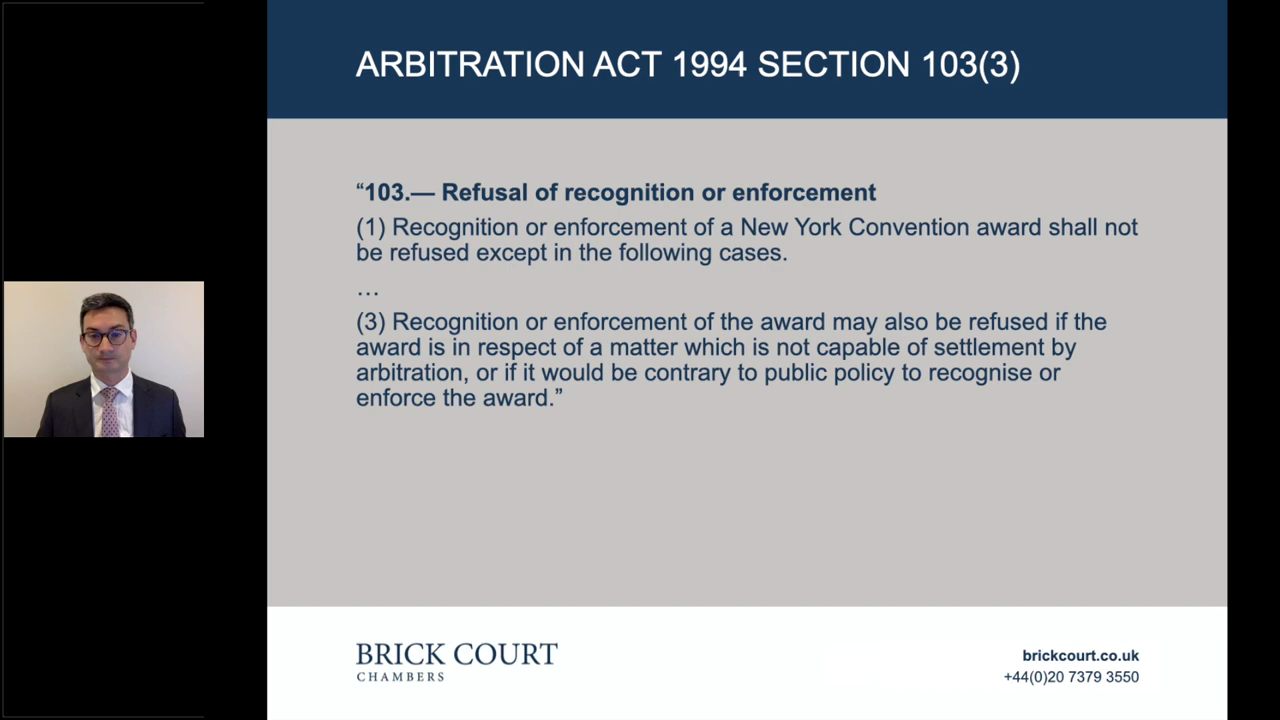 ARBITRATION ACT 1994 SECTION 103(3)
“103.— Refusal of recognition or enforcement
(1) Recognition or enforcement of a New York Convention award shall not
be refused except in the following cases.
…
(3) Recognition or enforcement of the award may also be refused if the
award is in respect of a matter which is not capable of settlement by
arbitration, or if it would be contrary to public policy to recognise or
enforce the award.”
BRICK COURT
CHAMBERS
brickcourt.co.uk
+44(0)20 7379 3550